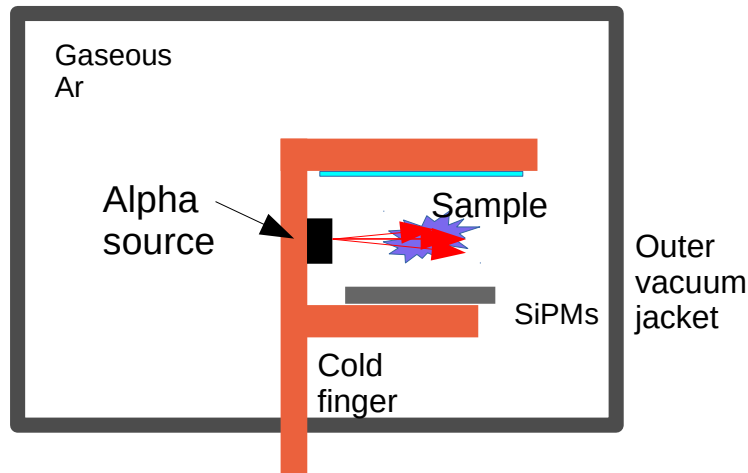 Gaseous
Ar
Alpha
source
Sample
Outer
vacuum
jacket
SiPMs
Cold
finger